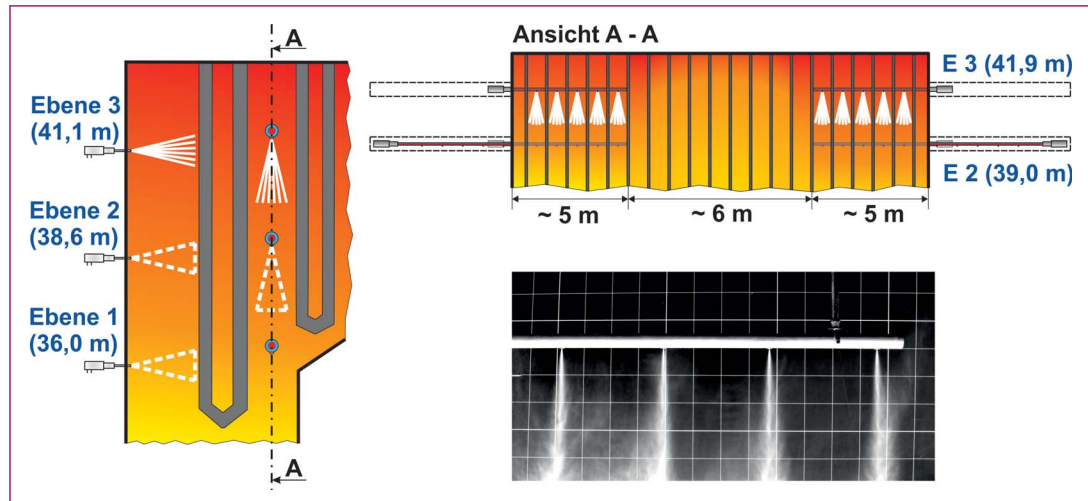 A
Ebene 3
(41,1 m)
Ebene 2
(38,6 m)
Ebene 1
(36,0 m)
A
Ansicht A - A
E 3 (41,9 m)
E 2 (39,0 m)
~ 5 m
~ 6 m
~ 5 m